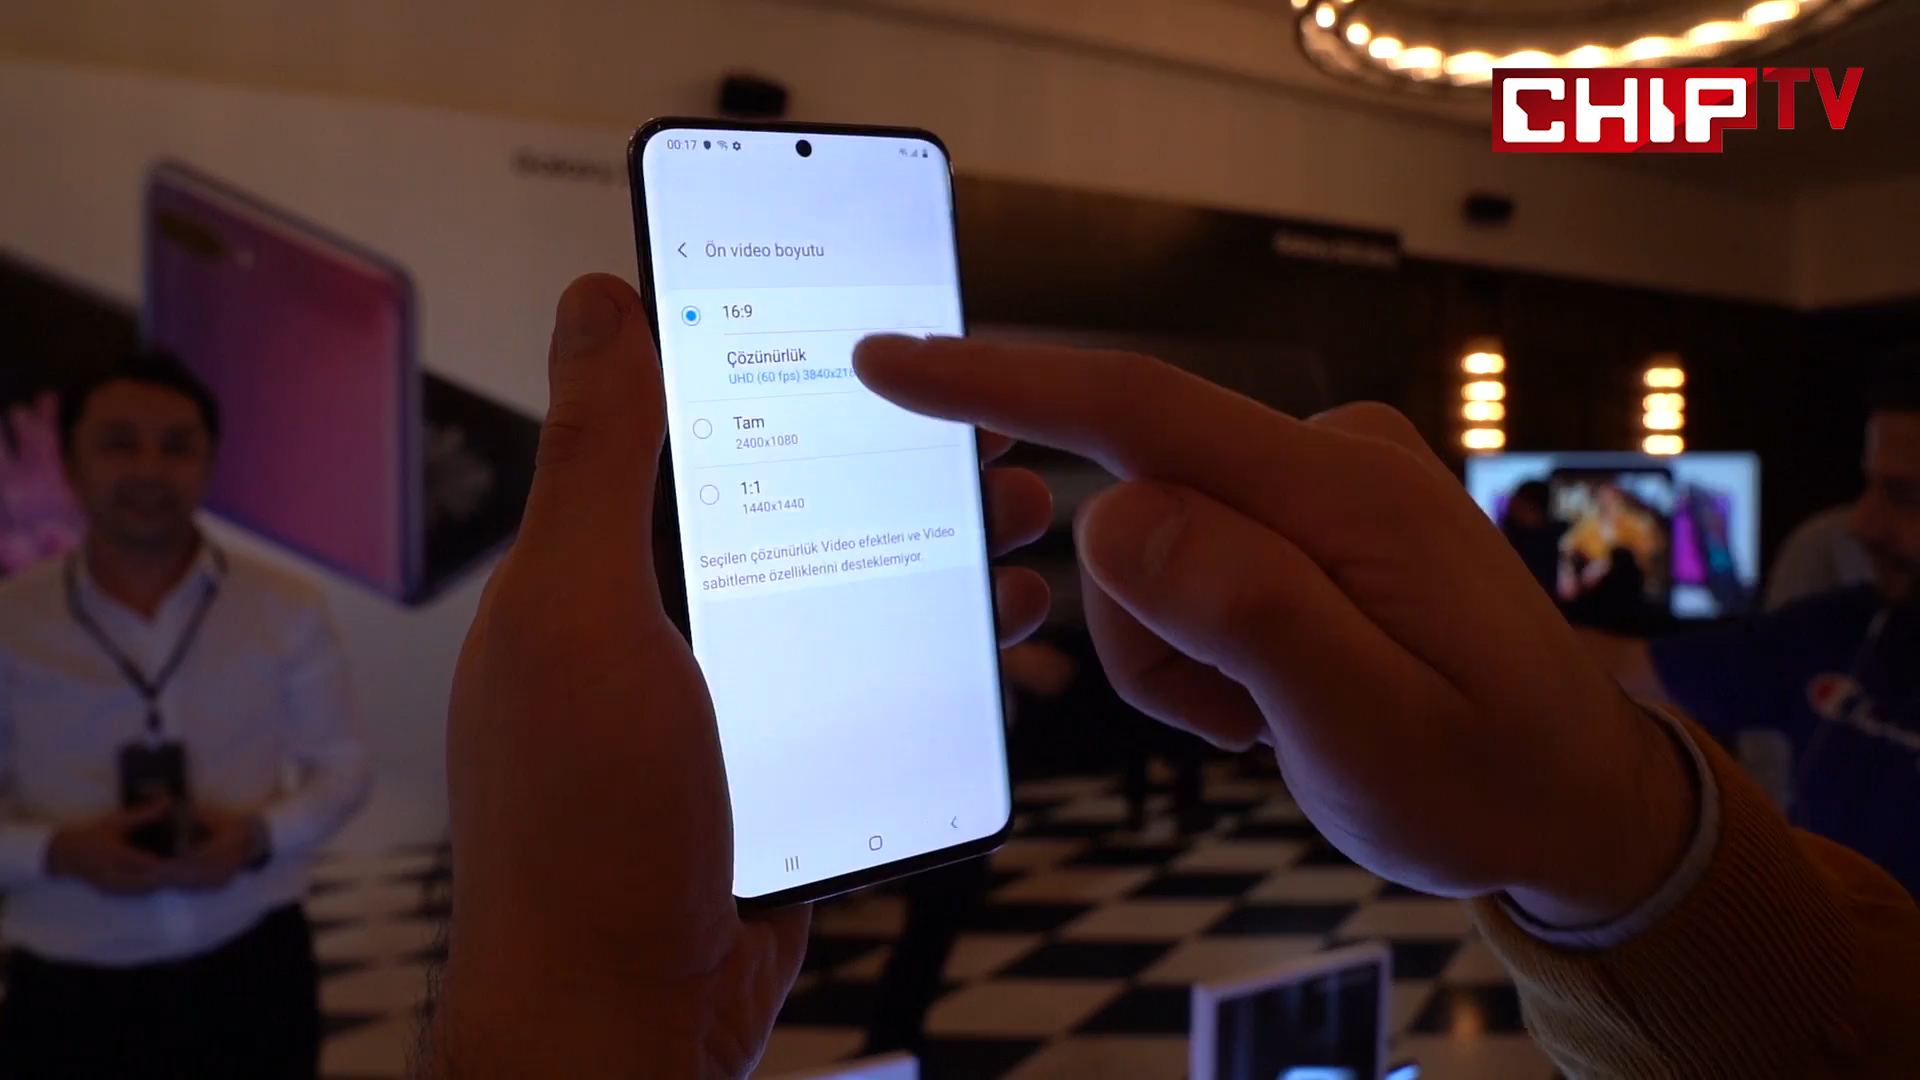 CHIP TV
00:17
Ön video boyutu
16:9
Çözünürlük
UHD (60 fps) 3840x216
Tam
2400x1080
1:1
1440x1440
Seçilen çözünürlük Video efektleri ve Video
sabitleme özelliklerini desteklemiyor.